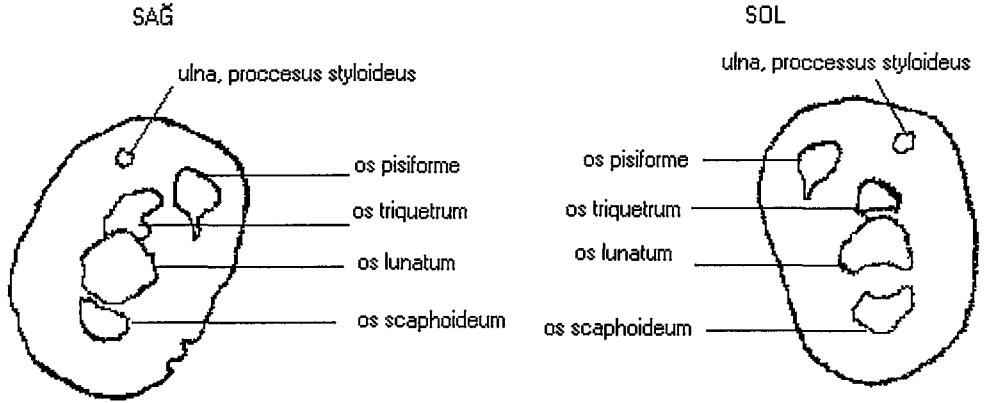 SAĞ
ulna, proccesus styloideus
os pisiforme
os triquetrum
os lunatum
os scaphoideum
SOL
ulna, proccessus styloideus
os pisiforme
os triquetrum
os lunatum
os scaphoideum